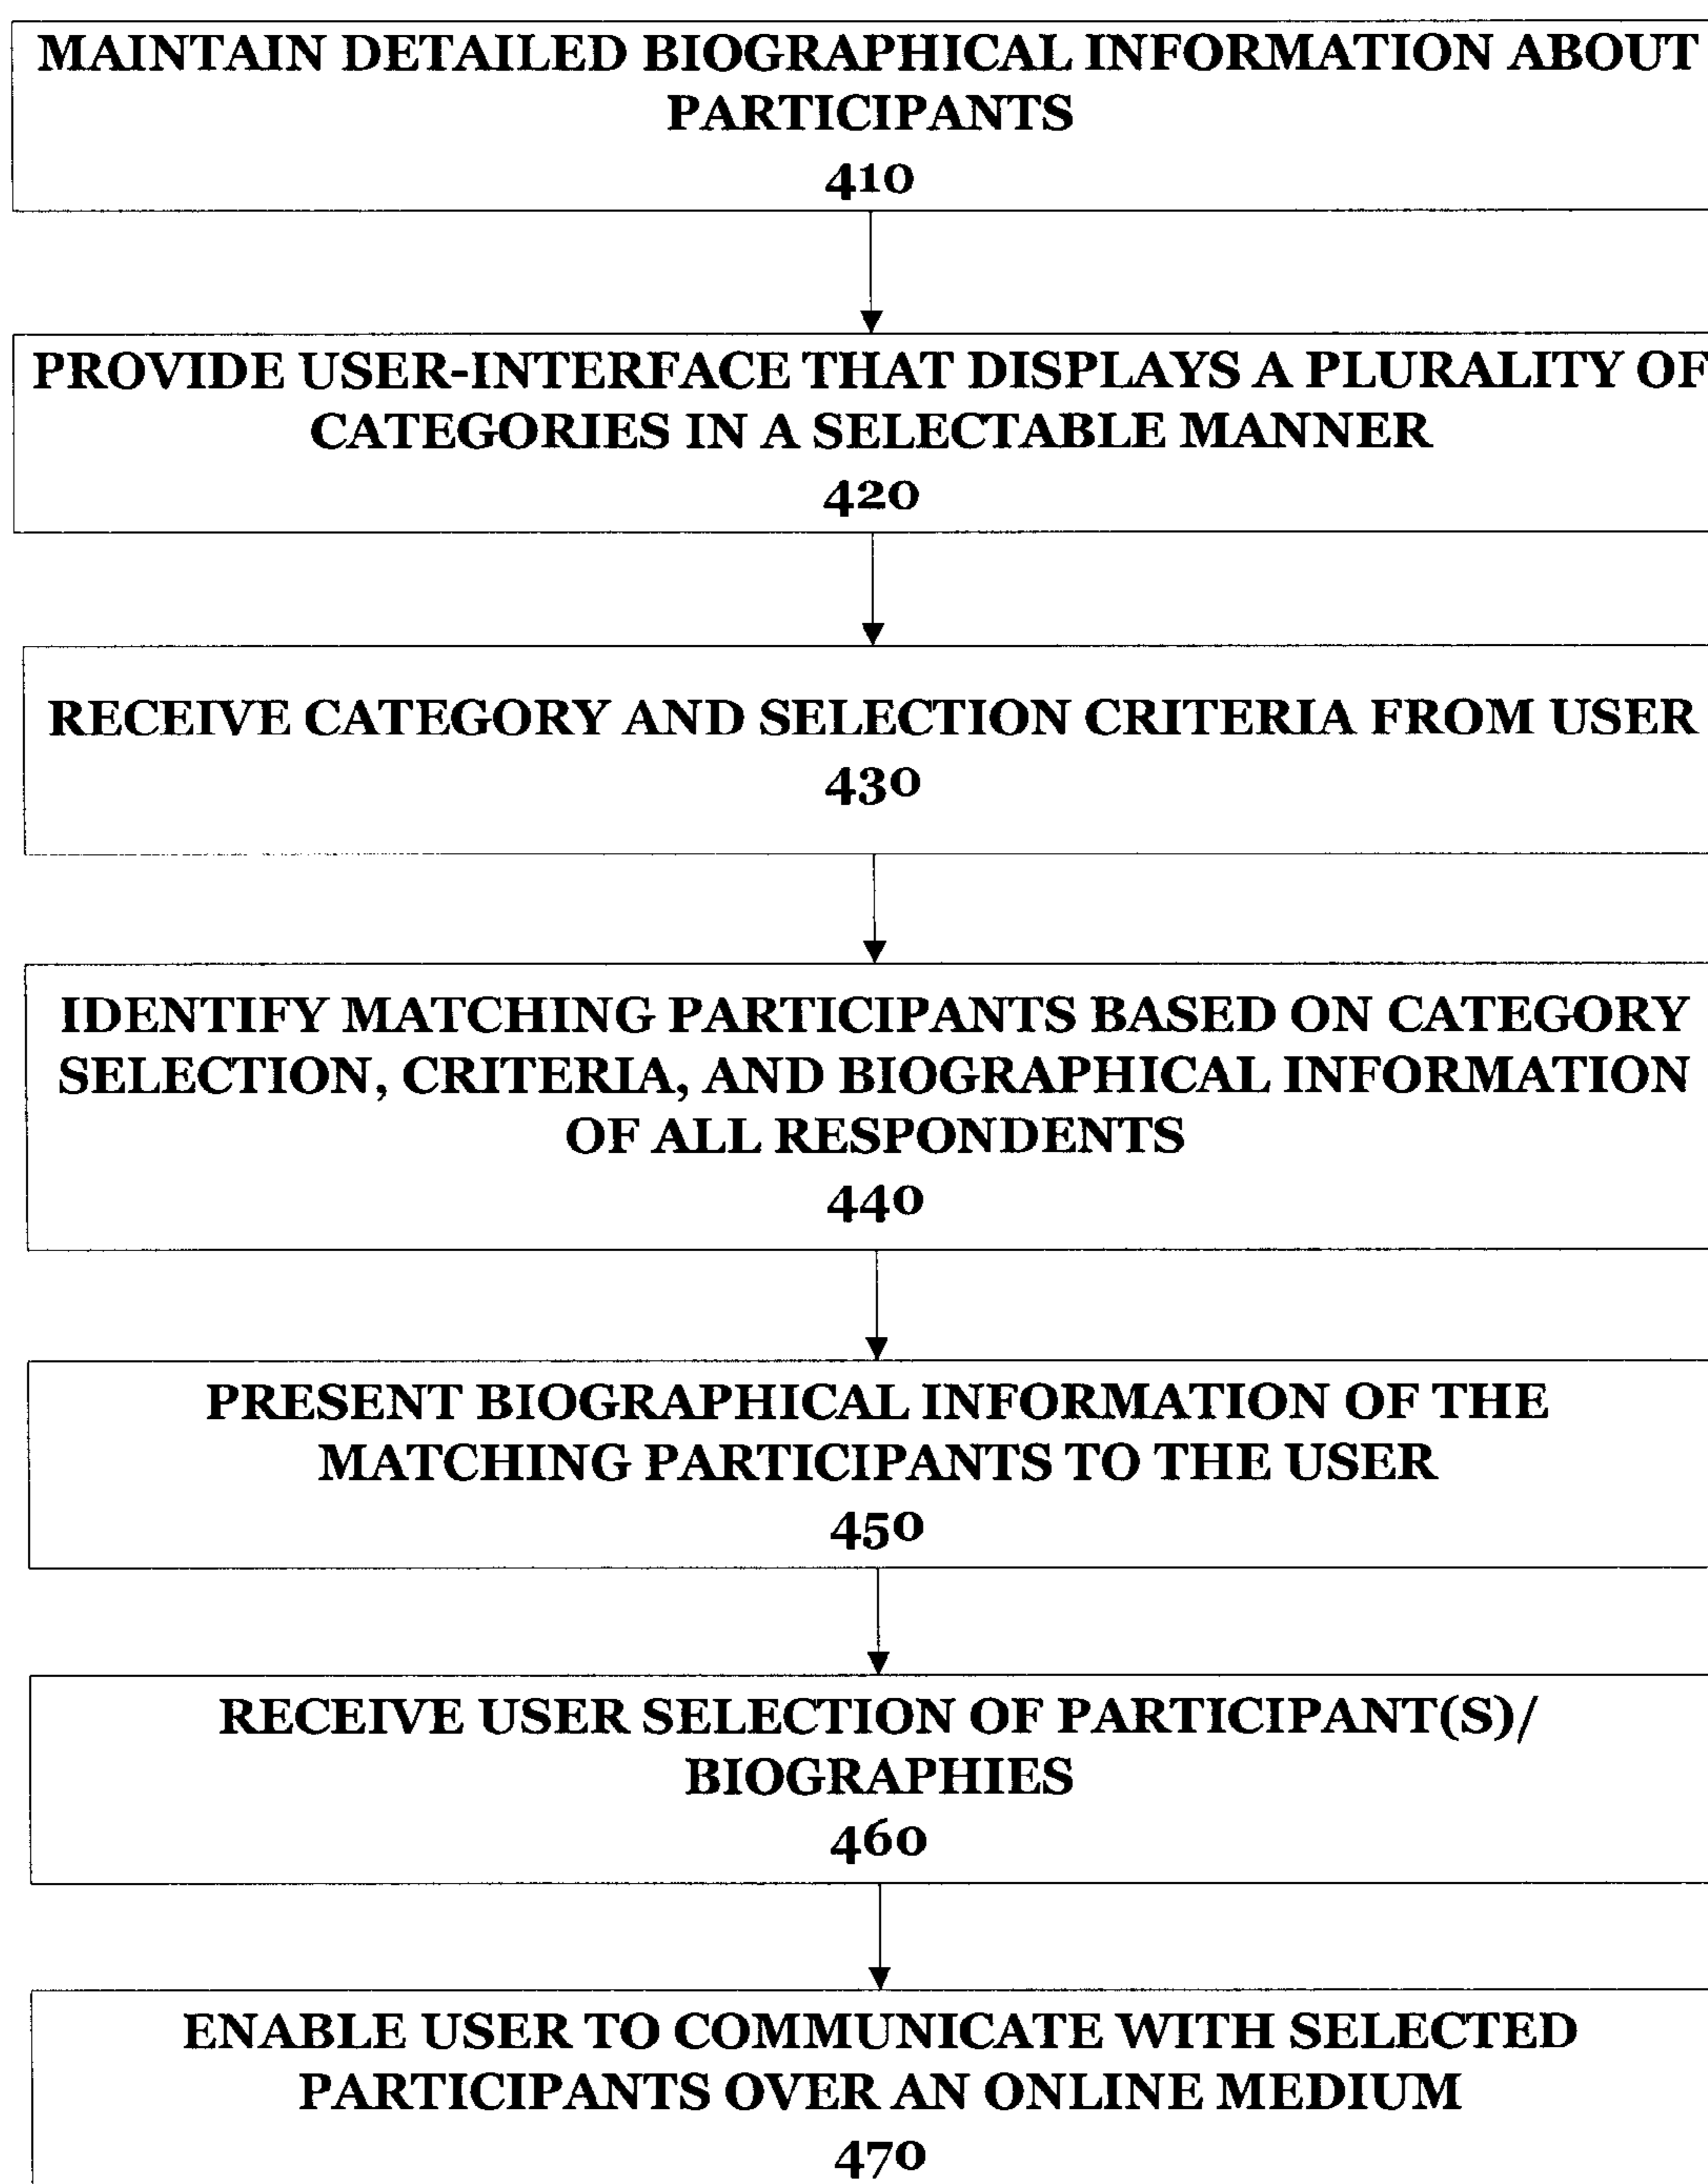 MAINTAIN DETAILED BIOGRAPHICAL INFORMATION ABOUT
PARTICIPANTS
410
PROVIDE USER-INTERFACE THAT DISPLAYS A PLURALITY OF
CATEGORIES IN A SELECTABLE MANNER
420
RECEIVE CATEGORY AND SELECTION CRITERIA FROM USER
430
IDENTIFY MATCHING PARTICIPANTS BASED ON CATEGORY
SELECTION, CRITERIA, AND BIOGRAPHICAL INFORMATION
OF ALL RESPONDENTS
440
PRESENT BIOGRAPHICAL INFORMATION OF THE
MATCHING PARTICIPANTS TO THE USER
450
RECEIVE USER SELECTION OF PARTICIPANT(S)/
BIOGRAPHIES
460
ENABLE USER TO COMMUNICATE WITH SELECTED
PARTICIPANTS OVER AN ONLINE MEDIUM
470